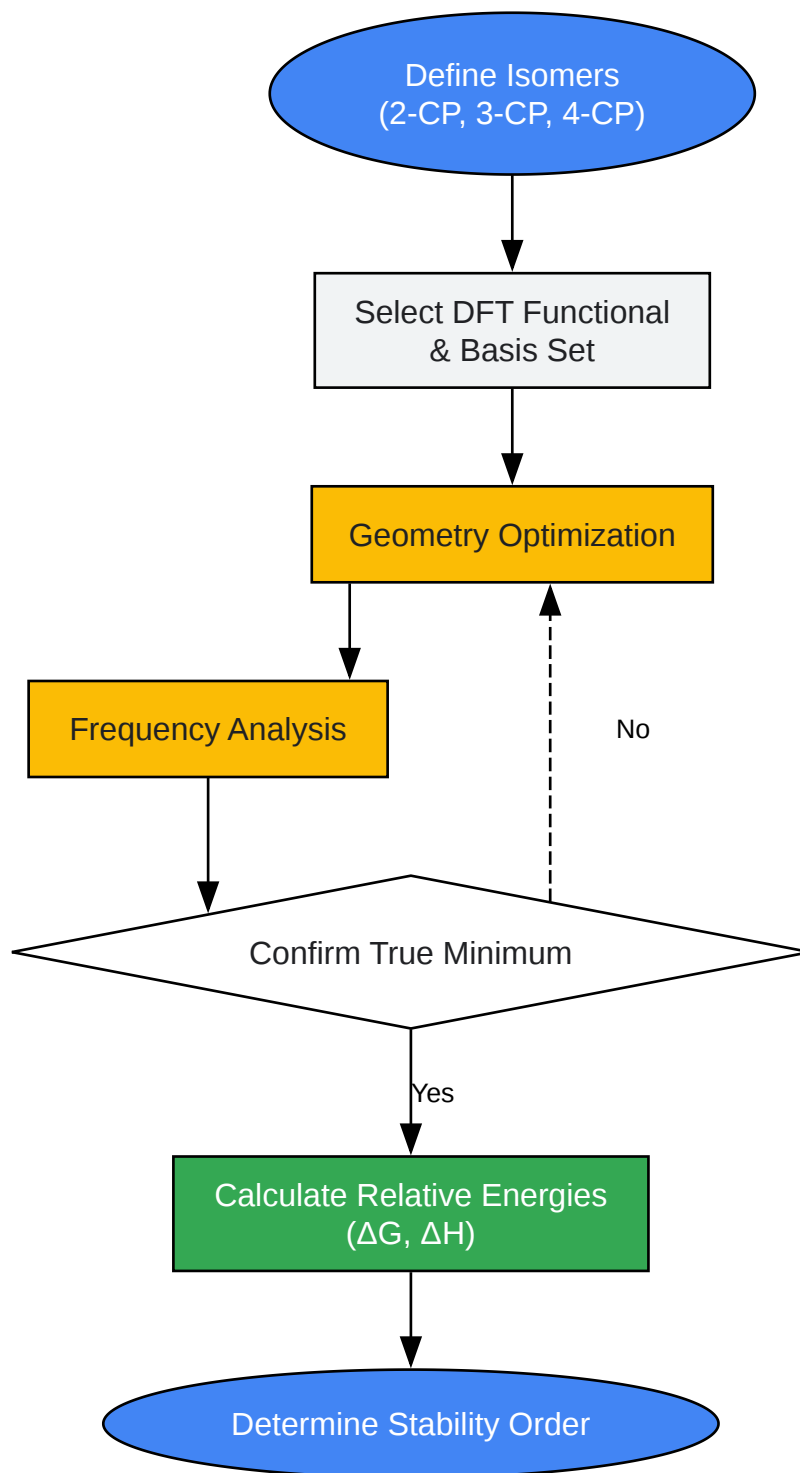 Define Isomers
(2-CP, 3-CP, 4-CP)
Select DFT Functional
& Basis Set
Geometry Optimization
Frequency Analysis
No
Confirm True Minimum
Yes
Calculate Relative Energies
(ΔG, ΔH)
Determine Stability Order